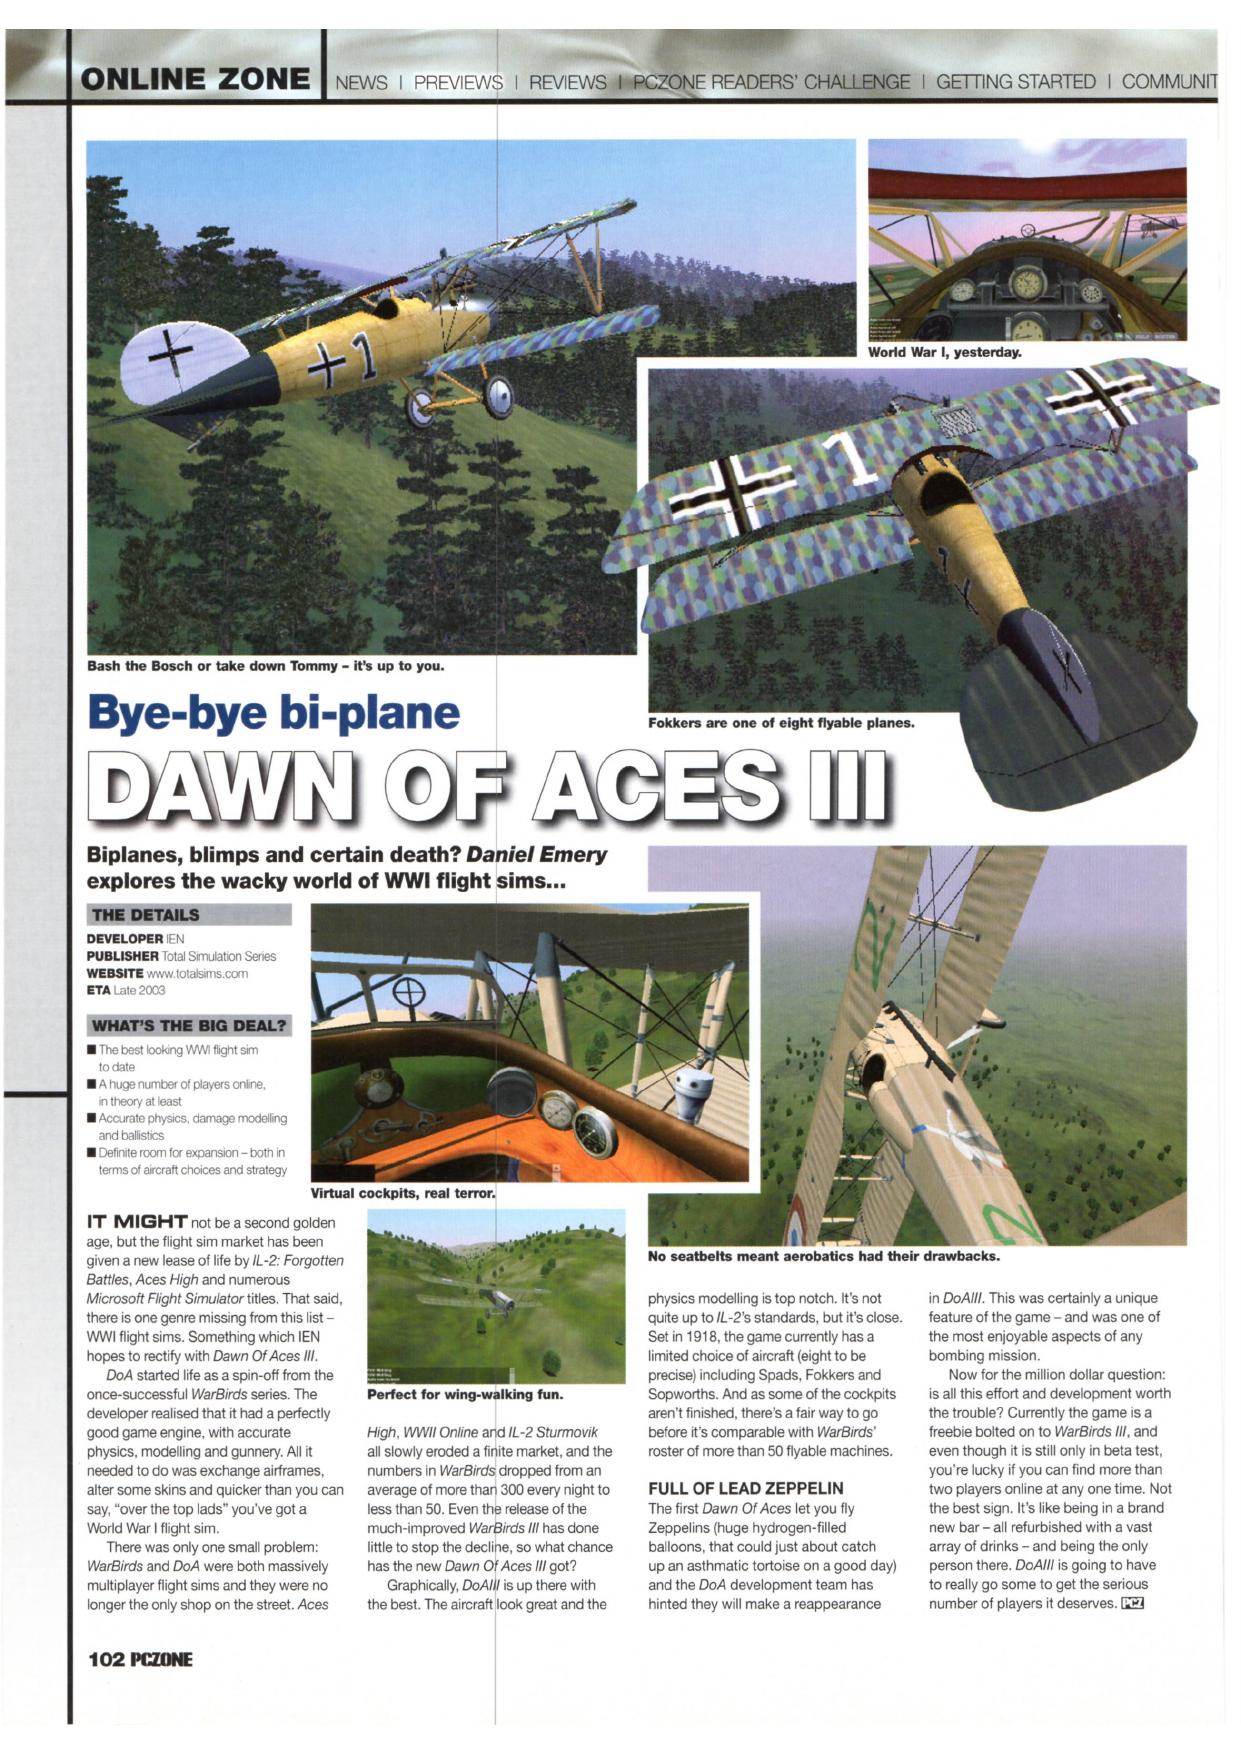 ONLINE ZONE
NEWS | PREVIEWS | REVIEWS | PCZONE READERS' CHALLENGE | GETTING STARTED | COMMUNIT
World War I, yesterday.
Bash the Bosch or take down Tommy – it's up to you.
Fokkers are one of eight flyable planes.
Bye-bye bi-plane
DAWN OF ACES III
Biplanes, blimps and certain death? Daniel Emery
explores the wacky world of WWI flight sims...
THE DETAILS
DEVELOPER IEN
PUBLISHER Total Simulation Series
WEBSITE www.totalsims.com
ETA Late 2003
WHAT'S THE BIG DEAL?
■ The best looking WWI flight sim
to date
■ A huge number of players online,
in theory at least
■ Accurate physics, damage modelling
and ballistics
■ Definite room for expansion – both in
terms of aircraft choices and strategy
Virtual cockpits, real terror.
No seatbelts meant aerobatics had their drawbacks.
IT MIGHT not be a second golden
age, but the flight sim market has been
given a new lease of life by IL-2: Forgotten
Battles, Aces High and numerous
Microsoft Flight Simulator titles. That said,
there is one genre missing from this list –
WWI flight sims. Something which IEN
hopes to rectify with Dawn Of Aces III.
DoA started life as a spin-off from the
once-successful WarBirds series. The
developer realised that it had a perfectly
good game engine, with accurate
physics, modelling and gunnery. All it
needed to do was exchange airframes,
alter some skins and quicker than you can
say, "over the top lads" you've got a
World War I flight sim.
There was only one small problem:
WarBirds and DoA were both massively
multiplayer flight sims and they were no
longer the only shop on the street. Aces
Perfect for wing-walking fun.
High, WWII Online and IL-2 Sturmovik
all slowly eroded a finite market, and the
numbers in WarBirds dropped from an
average of more than 300 every night to
less than 50. Even the release of the
much-improved WarBirds III has done
little to stop the decline, so what chance
has the new Dawn Of Aces III got?
Graphically, DoAIII is up there with
the best. The aircraft look great and the
physics modelling is top notch. It's not
quite up to IL-2's standards, but it's close.
Set in 1918, the game currently has a
limited choice of aircraft (eight to be
precise) including Spads, Fokkers and
Sopworths. And as some of the cockpits
aren't finished, there's a fair way to go
before it's comparable with WarBirds'
roster of more than 50 flyable machines.
FULL OF LEAD ZEPPELIN
The first Dawn Of Aces let you fly
Zeppelins (huge hydrogen-filled
balloons, that could just about catch
up an asthmatic tortoise on a good day)
and the DoA development team has
hinted they will make a reappearance
in DoAIII. This was certainly a unique
feature of the game – and was one of
the most enjoyable aspects of any
bombing mission.
Now for the million dollar question:
is all this effort and development worth
the trouble? Currently the game is a
freebie bolted on to WarBirds III, and
even though it is still only in beta test,
you're lucky if you can find more than
two players online at any one time. Not
the best sign. It's like being in a brand
new bar – all refurbished with a vast
array of drinks – and being the only
person there. DoAIII is going to have
to really go some to get the serious
number of players it deserves. PCZ
102 PCZONE